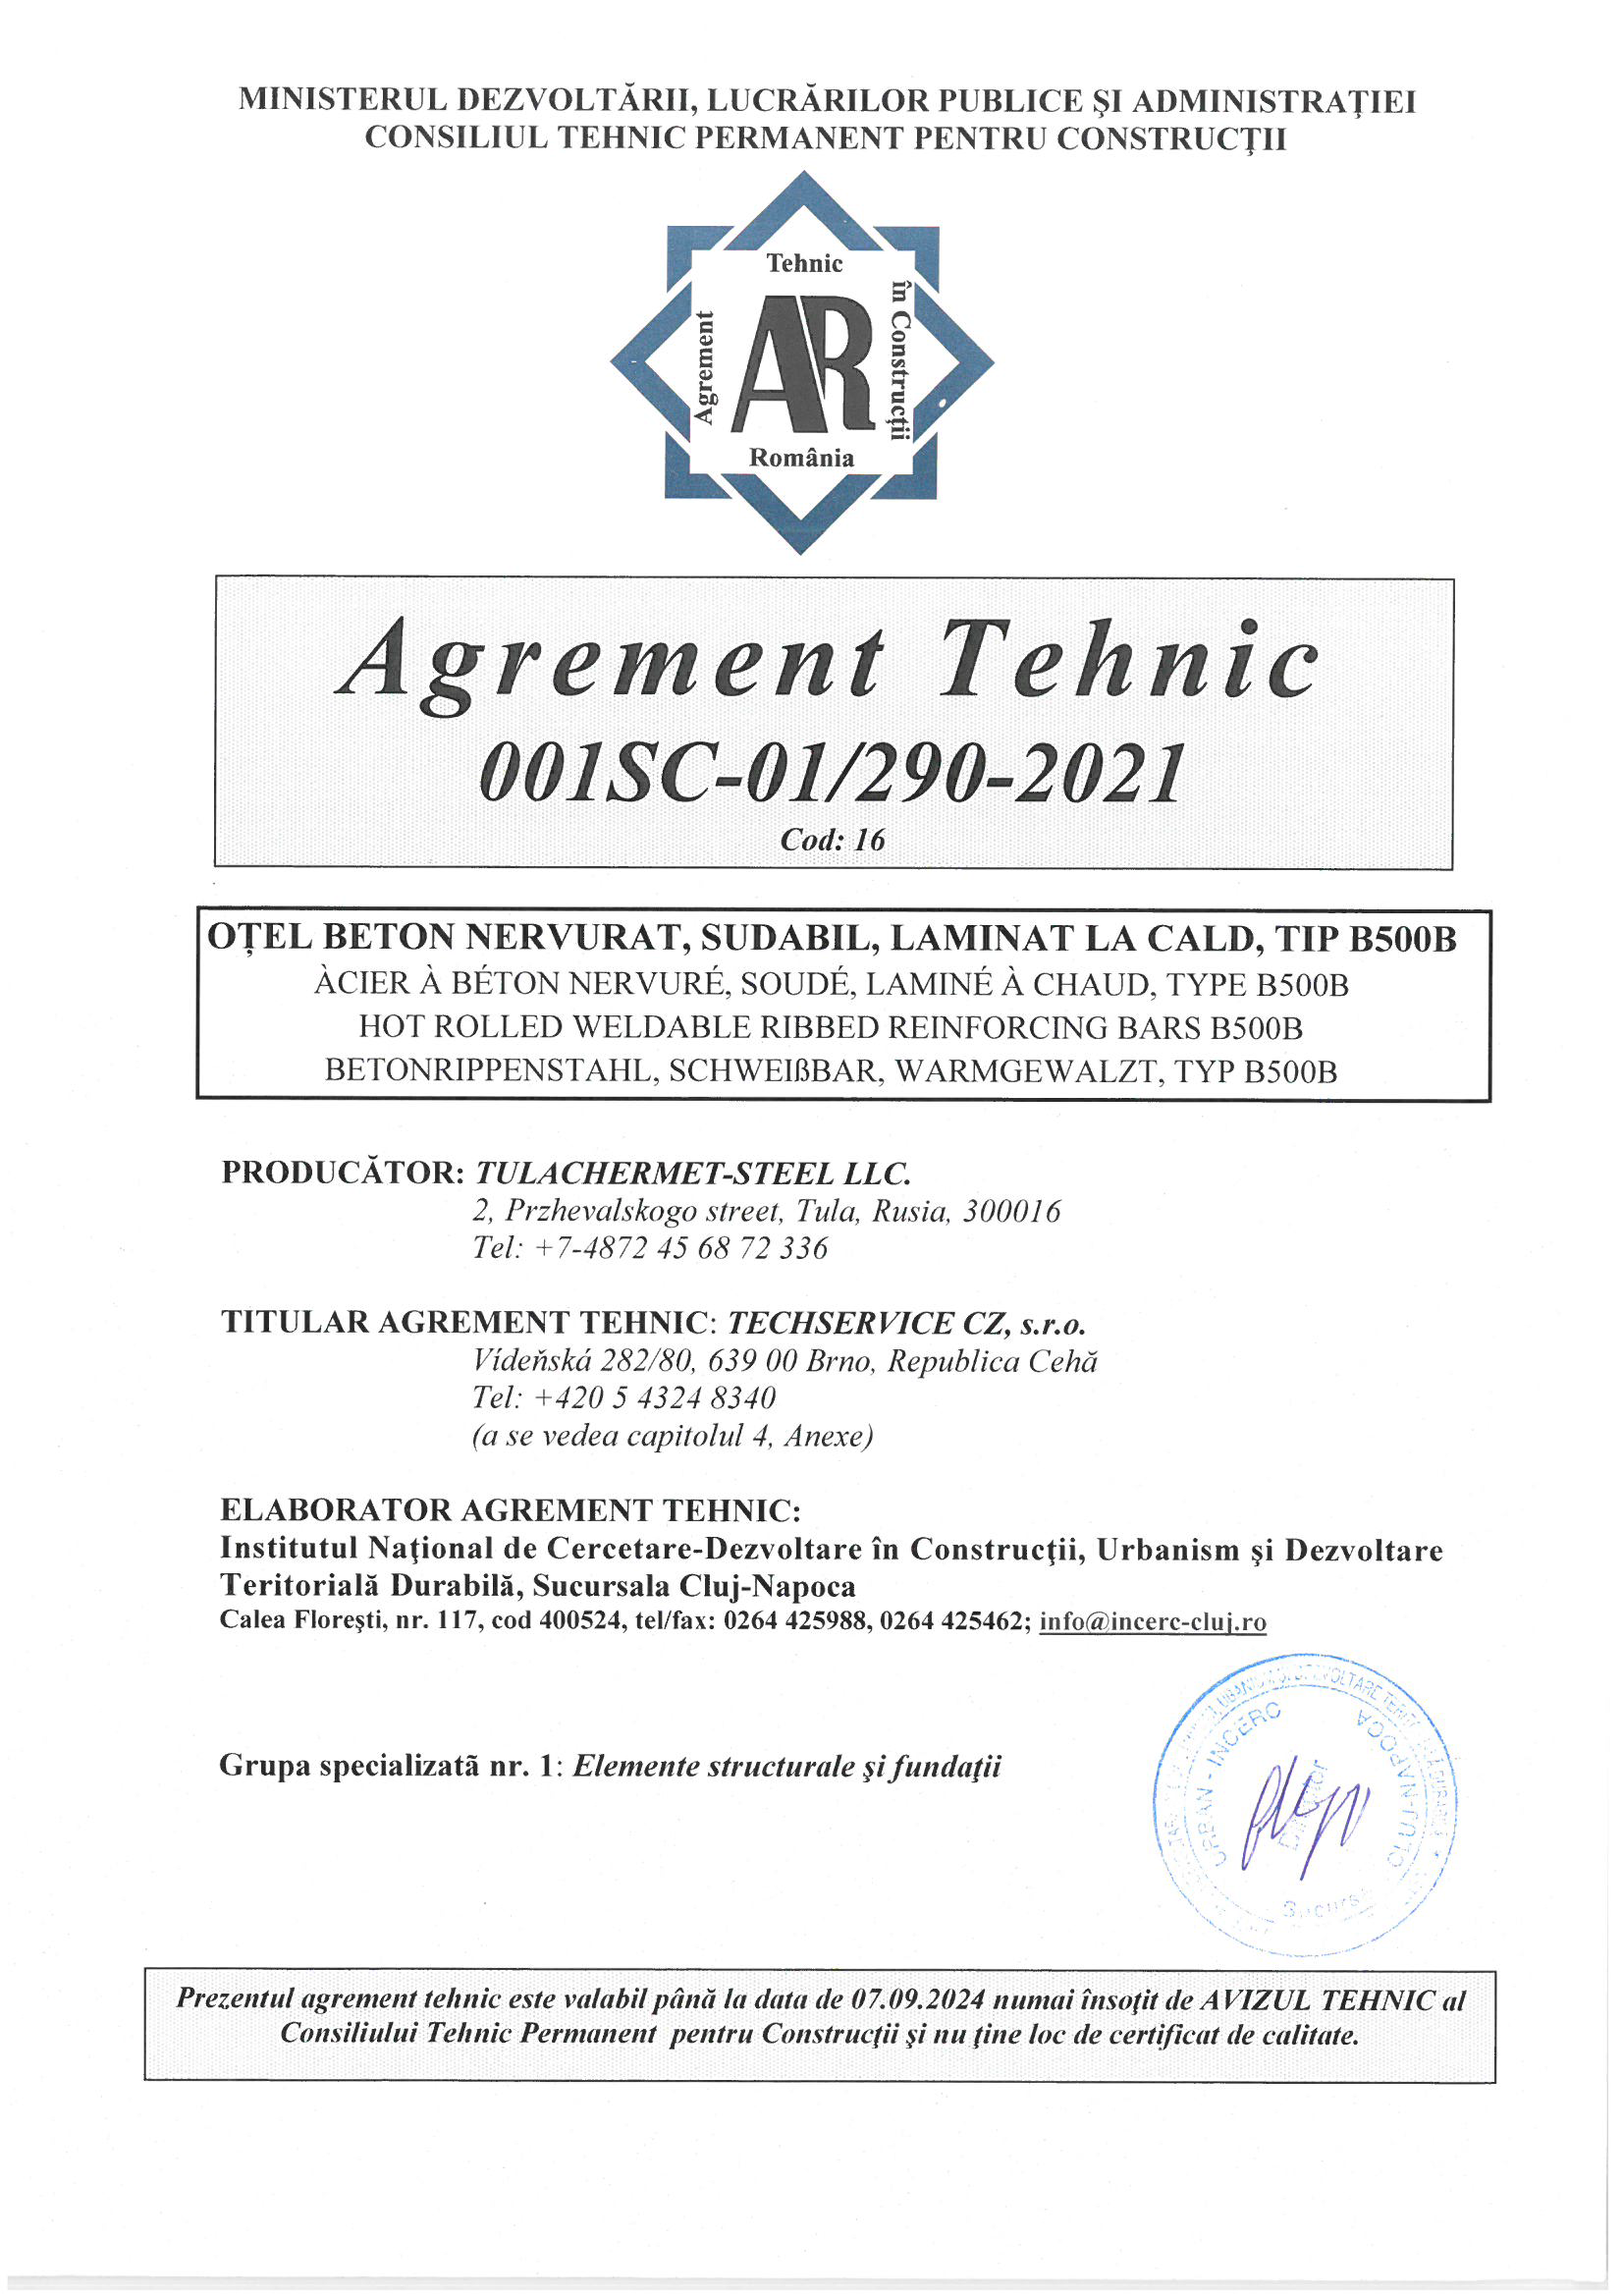 MINISTERUL DEZVOLTĂRII, LUCRĂRILOR PUBLICE ŞI ADMINISTRAŢIEI
CONSILIUL TEHNIC PERMANENT PENTRU CONSTRUCŢII
Tehnic
Agrement
AR
în Construcţii
România
Agrement Tehnic
001SC-01/290-2021
Cod: 16
OȚEL BETON NERVURAT, SUDABIL, LAMINAT LA CALD, TIP B500B
ÀCIER À BÉTON NERVURÉ, SOUDÉ, LAMINÉ À CHAUD, TYPE B500B
HOT ROLLED WELDABLE RIBBED REINFORCING BARS B500B
BETONRIPPENSTAHL, SCHWEIßBAR, WARMGEWALZT, TYP B500B
PRODUCĂTOR: TULACHERMET-STEEL LLC.
2, Przhevalskogo street, Tula, Rusia, 300016
Tel: +7-4872 45 68 72 336
TITULAR AGREMENT TEHNIC: TECHSERVICE CZ, s.r.o.
Vídeňská 282/80, 639 00 Brno, Republica Cehă
Tel: +420 5 4324 8340
(a se vedea capitolul 4, Anexe)
ELABORATOR AGREMENT TEHNIC:
Institutul Naţional de Cercetare-Dezvoltare în Construcţii, Urbanism şi Dezvoltare
Teritorială Durabilă, Sucursala Cluj-Napoca
Calea Floreşti, nr. 117, cod 400524, tel/fax: 0264 425988, 0264 425462; info@incerc-cluj.ro
Grupa specializată nr. 1: Elemente structurale şi fundaţii
URBAN - INCERC
CLUJ-NAPOCA
Director
Prezentul agrement tehnic este valabil până la data de 07.09.2024 numai însoţit de AVIZUL TEHNIC al
Consiliului Tehnic Permanent pentru Construcţii şi nu ţine loc de certificat de calitate.